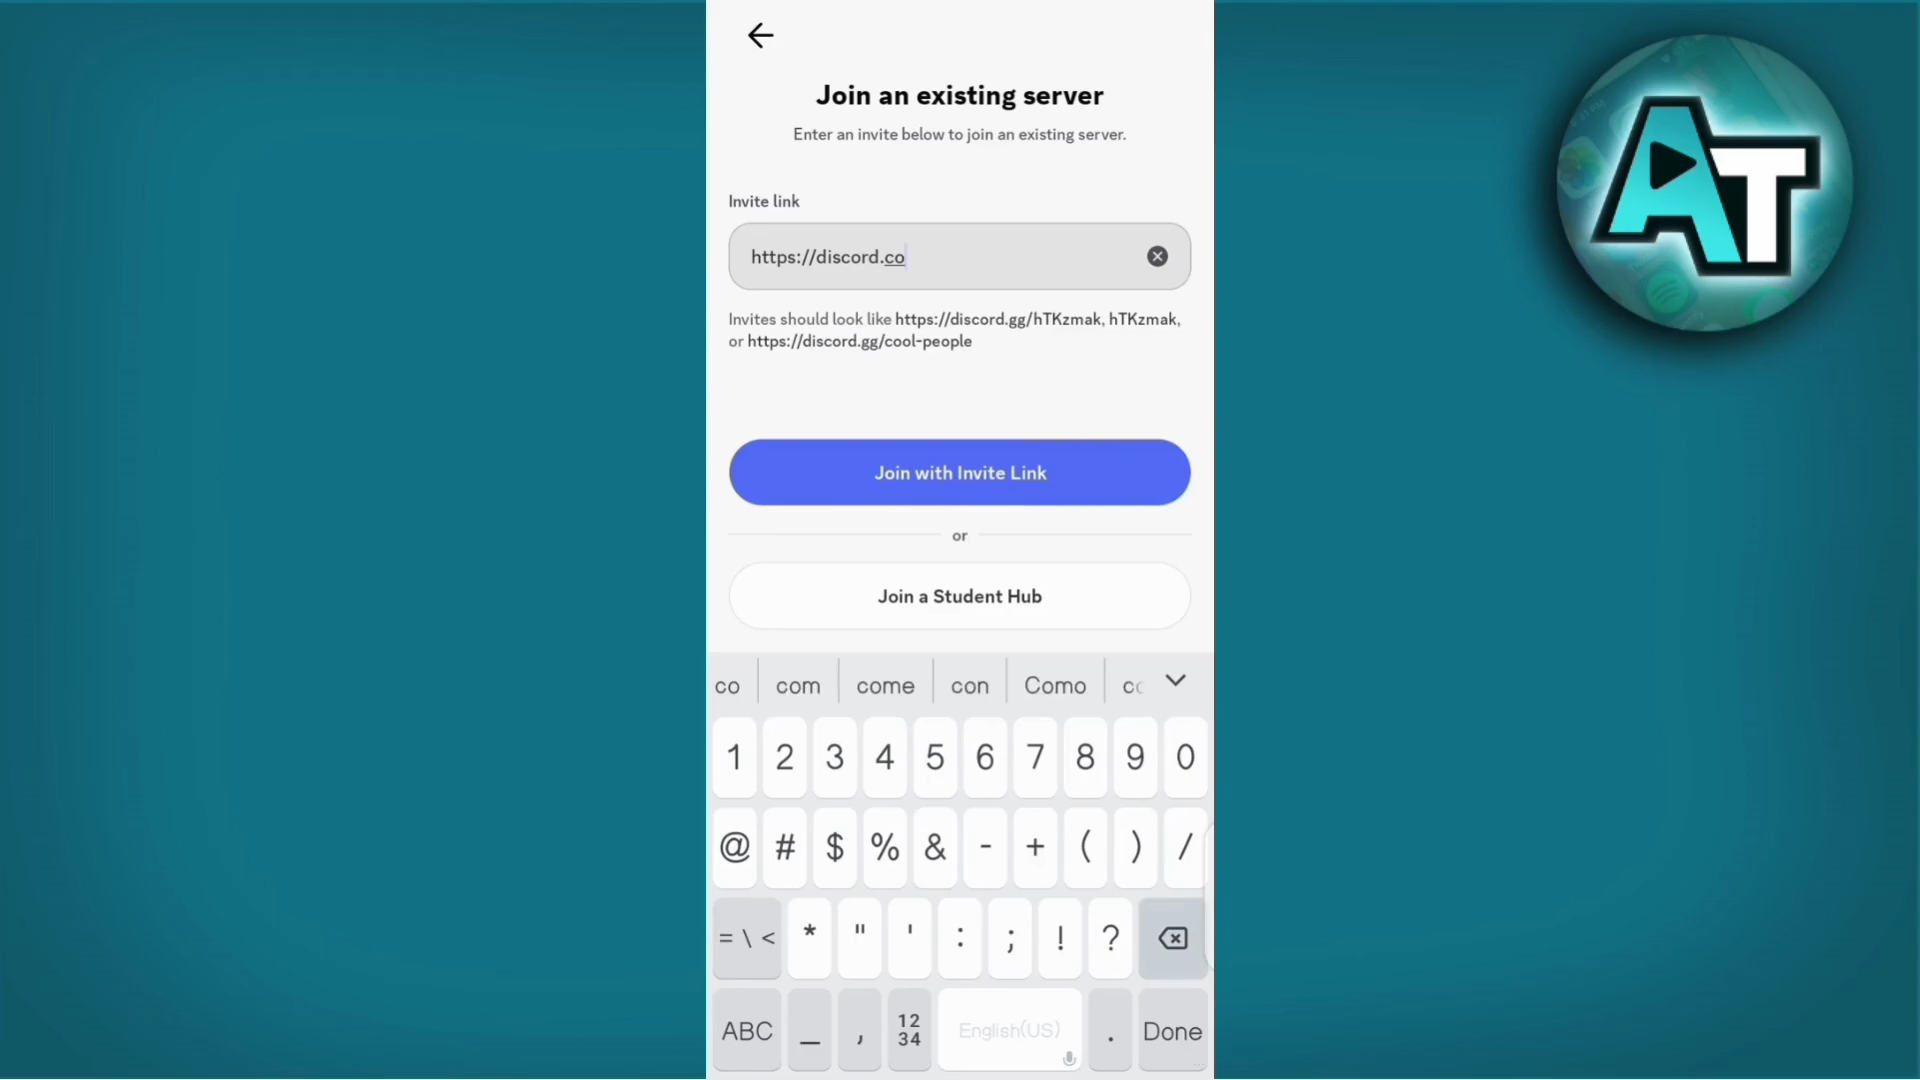 Join an existing server
Enter an invite below to join an existing server.
Invite link
https://discord.co
Invites should look like https://discord.gg/hTKzmak, hTKzmak,
or https://discord.gg/cool-people
Join with Invite Link
or
Join a Student Hub
co com come con Como
1 2 3 4 5 6 7 8 9 0
@ # $ % & - + ( ) /
= \ < * " ' : ; ! ?
ABC _ , 12 34 English(US) . Done
AT